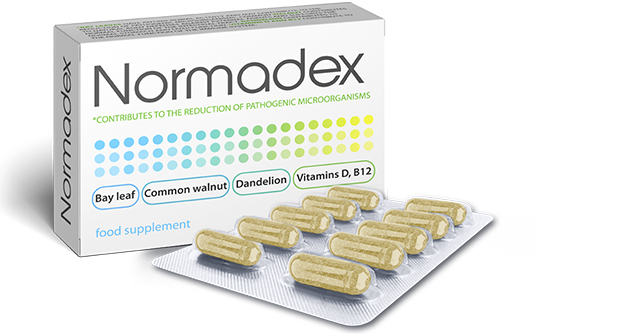 Normadex
Normadex
*CONTRIBUTES TO THE REDUCTION OF PATHOGENIC MICROORGANISMS
Bay leaf
Common walnut
Dandelion
Vitamins D, B12
food supplement